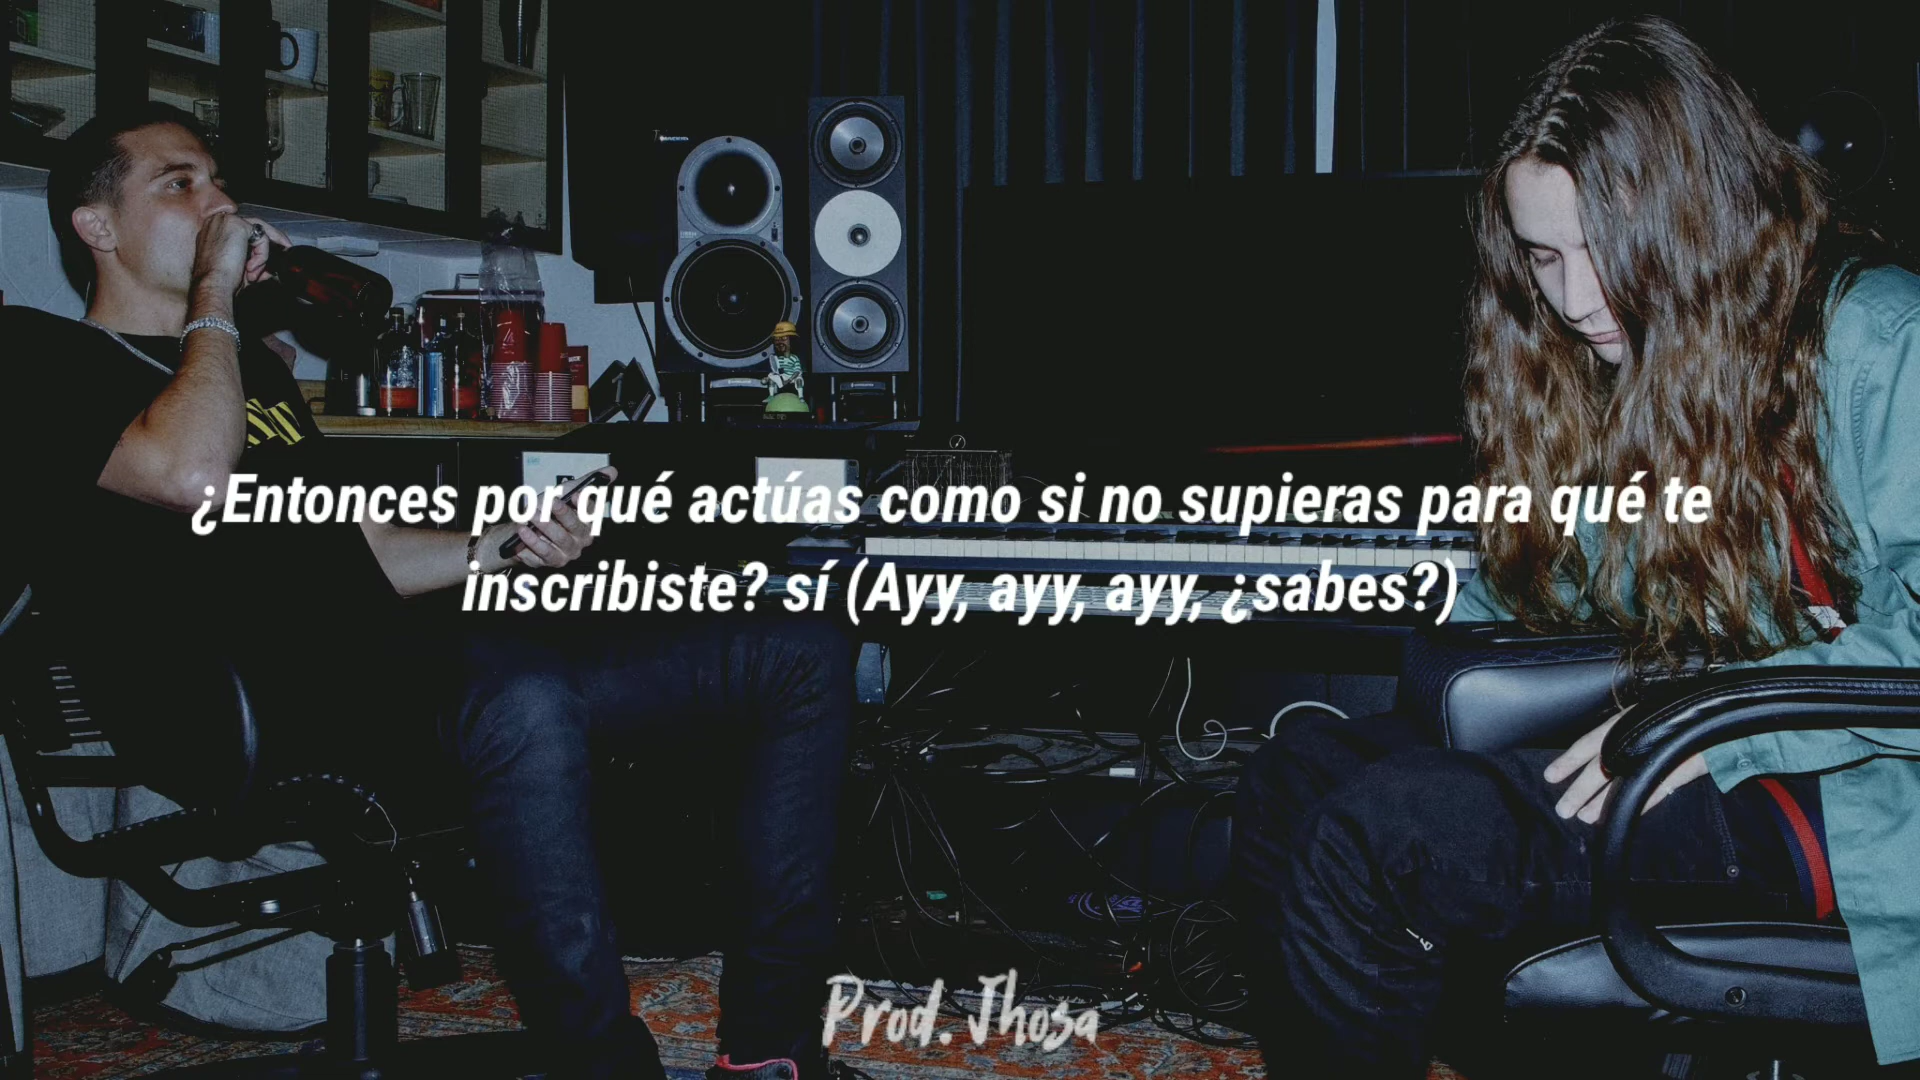 ¿Entonces por qué actúas como si no supieras para qué te
inscribiste? sí (Ayy, ayy, ayy, ¿sabes?)
Prod. Jhosa